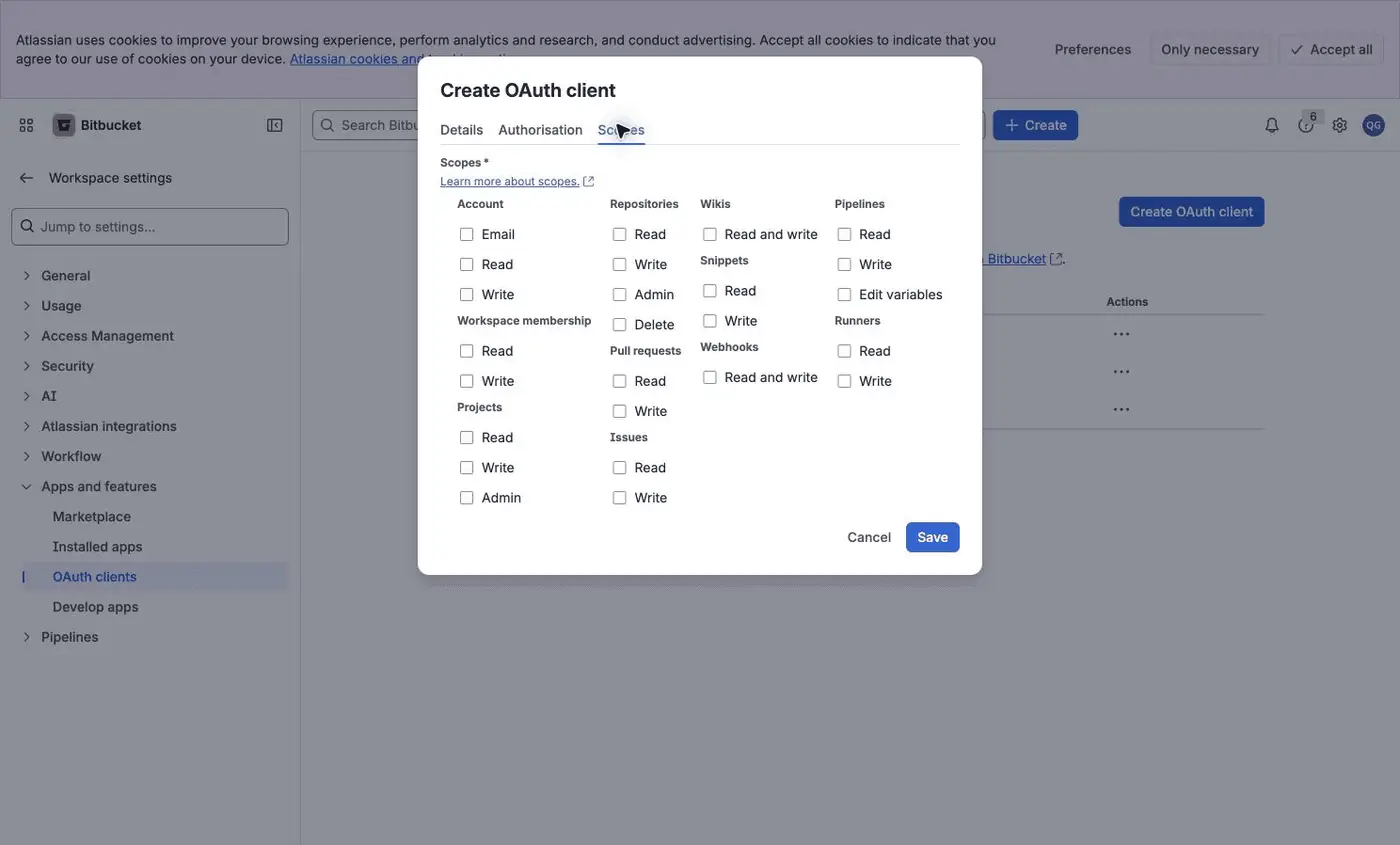 Atlassian uses cookies to improve your browsing experience, perform analytics and research, and conduct advertising. Accept all cookies to indicate that you
agree to our use of cookies on your device. Atlassian cookies and
Preferences
Only necessary
Accept all
Bitbucket
Search Bitbu
Create
6
QG
Workspace settings
Jump to settings...
General
Usage
Access Management
Security
AI
Atlassian integrations
Workflow
Apps and features
Marketplace
Installed apps
OAuth clients
Develop apps
Pipelines
Create OAuth client
Bitbucket
Actions
Create OAuth client
Details
Authorisation
Scopes
Scopes *
Learn more about scopes.
Account
Email
Read
Write
Workspace membership
Read
Write
Projects
Read
Write
Admin
Repositories
Read
Write
Admin
Delete
Pull requests
Read
Write
Issues
Read
Write
Wikis
Read and write
Snippets
Read
Write
Webhooks
Read and write
Pipelines
Read
Write
Edit variables
Runners
Read
Write
Cancel
Save